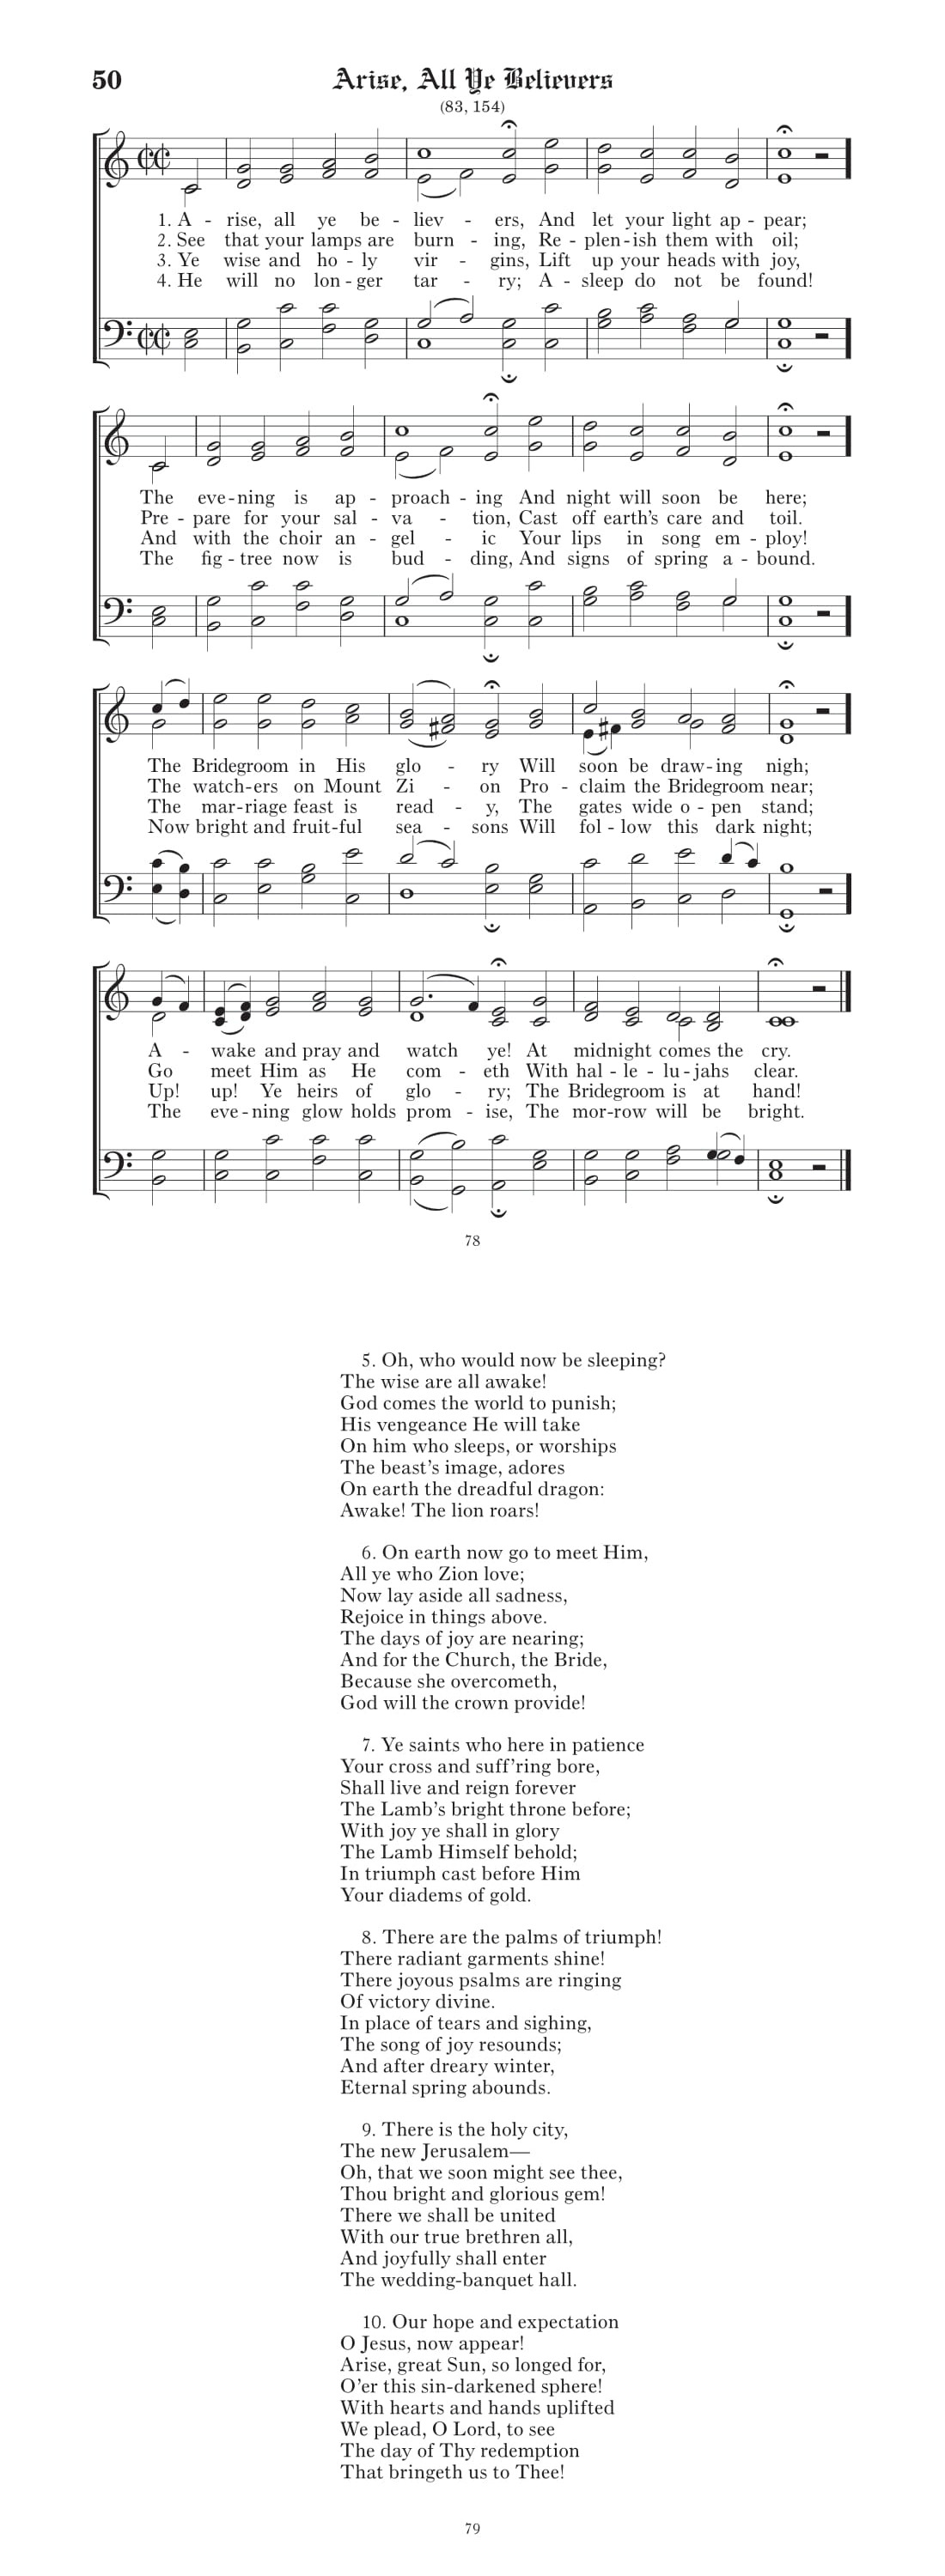 50 Arise, All Ye Believers
(83, 154)
1. A - rise, all ye be - liev - ers, And let your light ap - pear;
2. See that your lamps are burn - ing, Re - plen - ish them with oil;
3. Ye wise and ho - ly vir - gins, Lift up your heads with joy,
4. He will no lon - ger tar - ry; A - sleep do not be found!
The eve - ning is ap - proach - ing And night will soon be here;
Pre - pare for your sal - va - tion, Cast off earth's care and toil.
And with the choir an - gel - ic Your lips in song em - ploy!
The fig - tree now is bud - ding, And signs of spring a - bound.
The Bridegroom in His glo - ry Will soon be draw - ing nigh;
The watch - ers on Mount Zi - on Pro - claim the Bridegroom near;
The mar - riage feast is read - y, The gates wide o - pen stand;
Now bright and fruit - ful sea - sons Will fol - low this dark night;
A - wake and pray and watch ye! At midnight comes the cry.
Go meet Him as He com - eth With hal - le - lu - jahs clear.
Up! up! Ye heirs of glo - ry; The Bridegroom is at hand!
The eve - ning glow holds prom - ise, The mor - row will be bright.
78
5. Oh, who would now be sleeping?
The wise are all awake!
God comes the world to punish;
His vengeance He will take
On him who sleeps, or worships
The beast's image, adores
On earth the dreadful dragon:
Awake! The lion roars!
6. On earth now go to meet Him,
All ye who Zion love;
Now lay aside all sadness,
Rejoice in things above.
The days of joy are nearing;
And for the Church, the Bride,
Because she overcometh,
God will the crown provide!
7. Ye saints who here in patience
Your cross and suff'ring bore,
Shall live and reign forever
The Lamb's bright throne before;
With joy ye shall in glory
The Lamb Himself behold;
In triumph cast before Him
Your diadems of gold.
8. There are the palms of triumph!
There radiant garments shine!
There joyous psalms are ringing
Of victory divine.
In place of tears and sighing,
The song of joy resounds;
And after dreary winter,
Eternal spring abounds.
9. There is the holy city,
The new Jerusalem—
Oh, that we soon might see thee,
Thou bright and glorious gem!
There we shall be united
With our true brethren all,
And joyfully shall enter
The wedding-banquet hall.
10. Our hope and expectation
O Jesus, now appear!
Arise, great Sun, so longed for,
O'er this sin-darkened sphere!
With hearts and hands uplifted
We plead, O Lord, to see
The day of Thy redemption
That bringeth us to Thee!
79